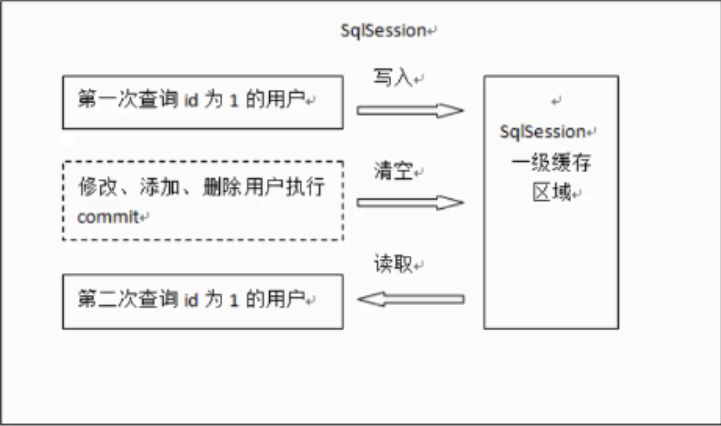 SqlSession
第一次查询 id 为 1 的用户
写入
修改、添加、删除用户执行
commit
清空
SqlSession
一级缓存
区域
第二次查询 id 为 1 的用户
读取